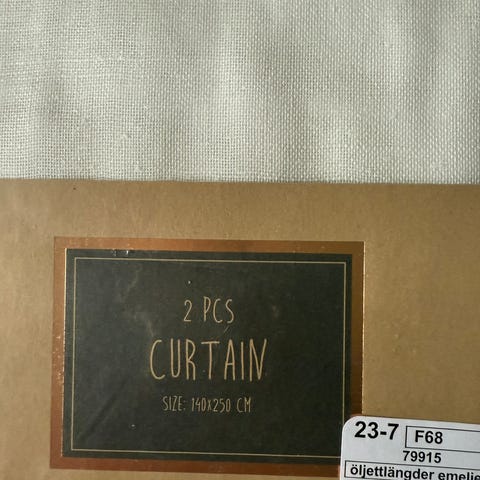 2 PCS
CURTAIN
SIZE: 140X250 CM
23-7 F68
79915
öljettlängder emelie